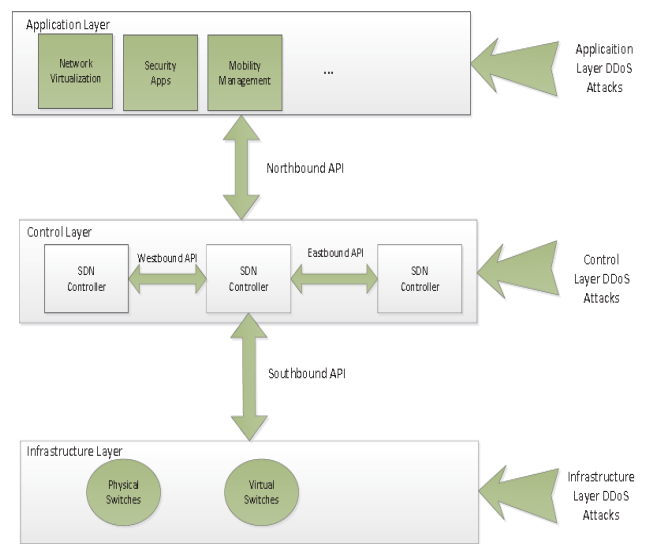 Application Layer
Network
Virtualization
Security
Apps
Mobility
Management
...
Applicaition
Layer DDoS
Attacks
Northbound API
Control Layer
SDN
Controller
Westbound API
SDN
Controller
Eastbound API
SDN
Controller
Control
Layer DDoS
Attacks
Southbound API
Infrastructure Layer
Physical
Switches
Virtual
Switches
Infrastructure
Layer DDoS
Attacks